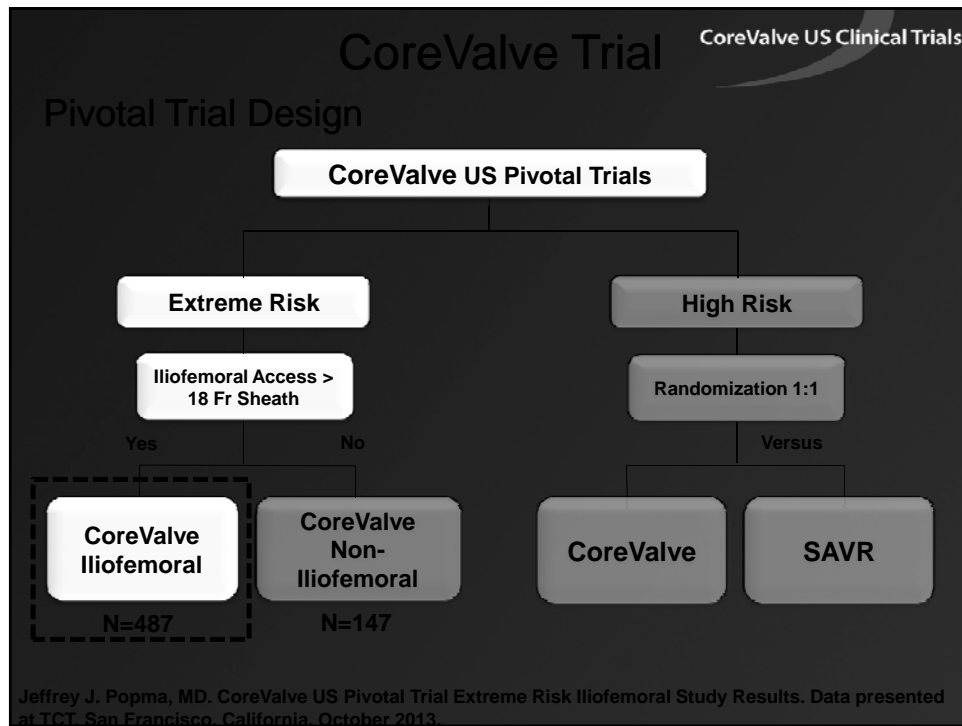 CoreValve Trial
CoreValve US Clinical Trials
Pivotal Trial Design
CoreValve US Pivotal Trials
Extreme Risk
High Risk
Iliofemoral Access >
18 Fr Sheath
Randomization 1:1
Yes
No
Versus
CoreValve
Iliofemoral
CoreValve
Non-
Iliofemoral
CoreValve
SAVR
N=487
N=147
Jeffrey J. Popma, MD. CoreValve US Pivotal Trial Extreme Risk Iliofemoral Study Results. Data presented
at TCT, San Francisco, California, October 2013.